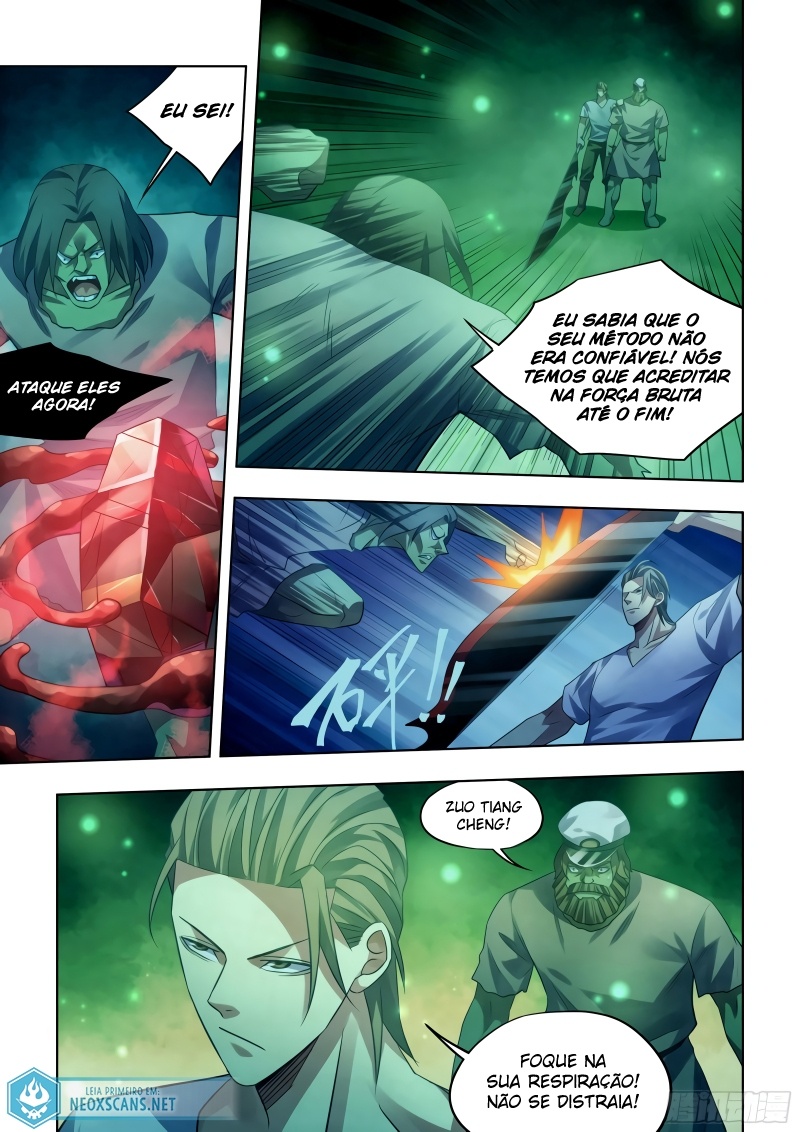 EU SEI!
ATAQUE ELES
AGORA!
EU SABIA QUE O
SEU MÉTODO NÃO
ERA CONFIÁVEL! NÓS
TEMOS QUE ACREDITAR
NA FORÇA BRUTA
ATÉ O FIM!
砰!!
ZUO TIANG
CHENG!
FOQUE NA
SUA RESPIRAÇÃO!
NÃO SE DISTRAIA!
LEIA PRIMEIRO EM:
NEOXSCANS.NET